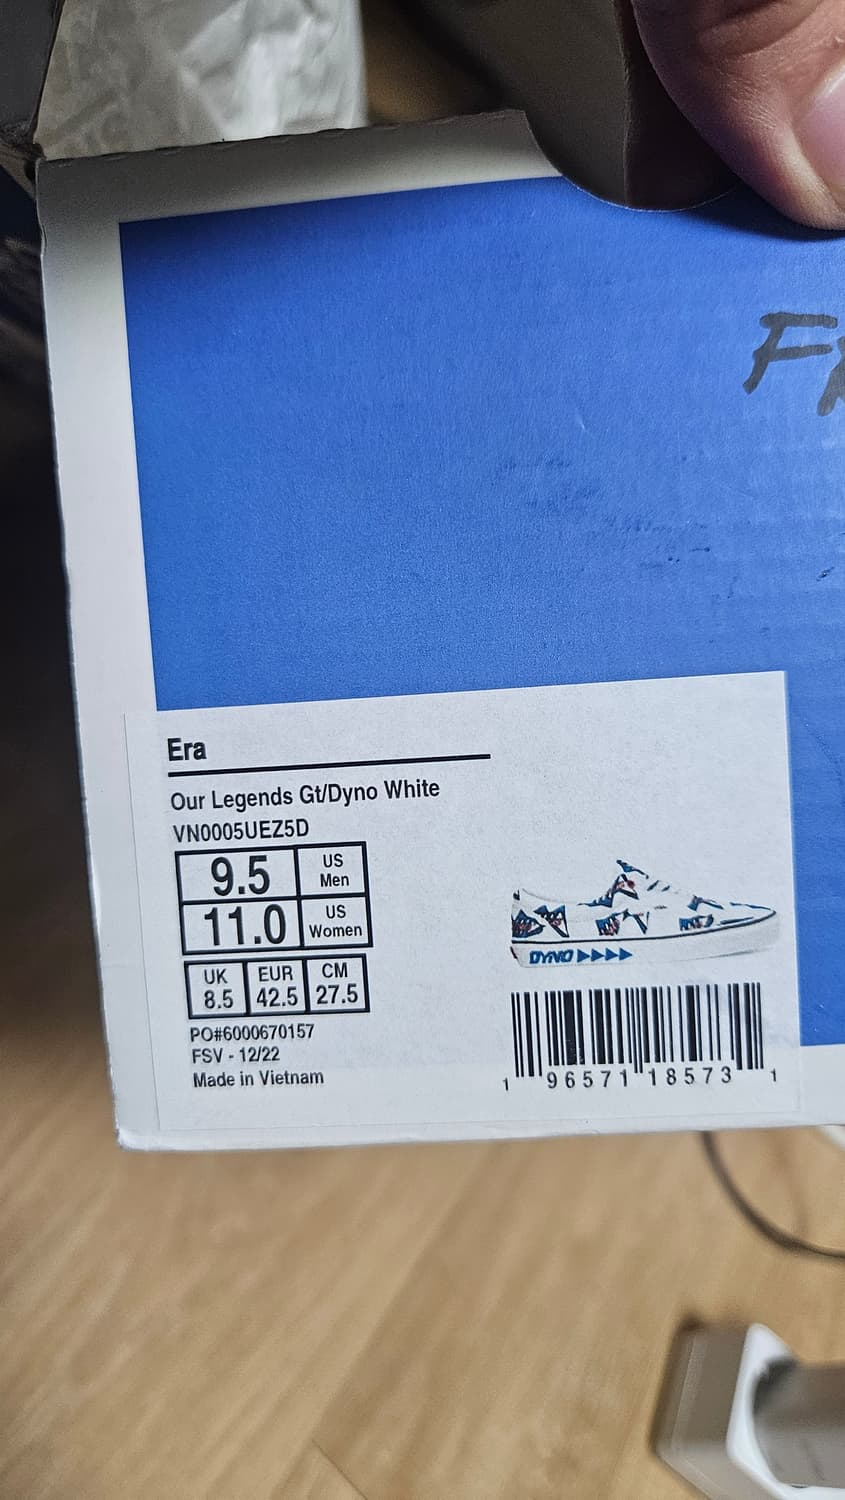 Era
Our Legends Gt/Dyno White
VN0005UEZ5D
9.5 US Men
11.0 US Women
UK EUR CM
8.5 42.5 27.5
PO#6000670157
FSV - 12/22
Made in Vietnam
DYNO
1 96571 18573 1